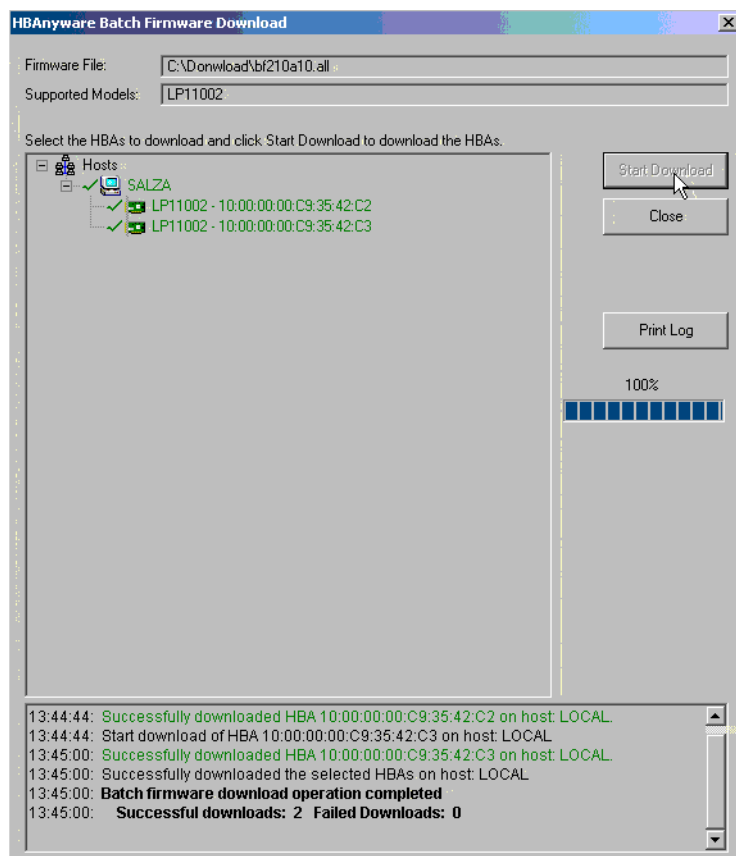 HBAnyware Batch Firmware Download
Firmware File: C:\Donwload\bf210a10.all
Supported Models: LP11002
Select the HBAs to download and click Start Download to download the HBAs.
Hosts
SALZA
LP11002 - 10:00:00:00:C9:35:42:C2
LP11002 - 10:00:00:00:C9:35:42:C3
Start Download
Close
Print Log
100%
13:44:44: Successfully downloaded HBA 10:00:00:00:C9:35:42:C2 on host: LOCAL.
13:44:44: Start download of HBA 10:00:00:00:C9:35:42:C3 on host: LOCAL
13:45:00: Successfully downloaded HBA 10:00:00:00:C9:35:42:C3 on host: LOCAL.
13:45:00: Successfully downloaded the selected HBAs on host: LOCAL
13:45:00: Batch firmware download operation completed
13:45:00: Successful downloads: 2 Failed Downloads: 0